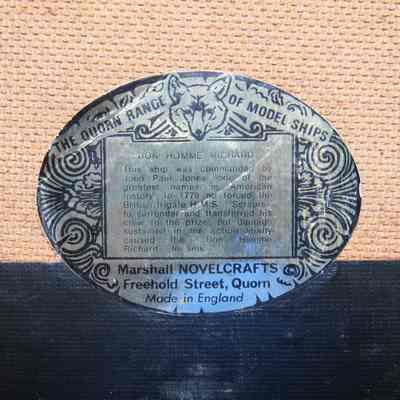 THE QUORN RANGE OF MODEL SHIPS
BON HOMME RICHARD
This ship was commanded by
John Paul Jones one of the
greatest names in American
history. In 1779 he forced the
British frigate H.M.S. "Serapis"
to surrender and transferred his
to the prize, but damage
sustained in the action finally
caused the "Bon Homme
Richard" to sink.
Marshall NOVELCRAFTS
Freehold Street, Quorn
Made in England